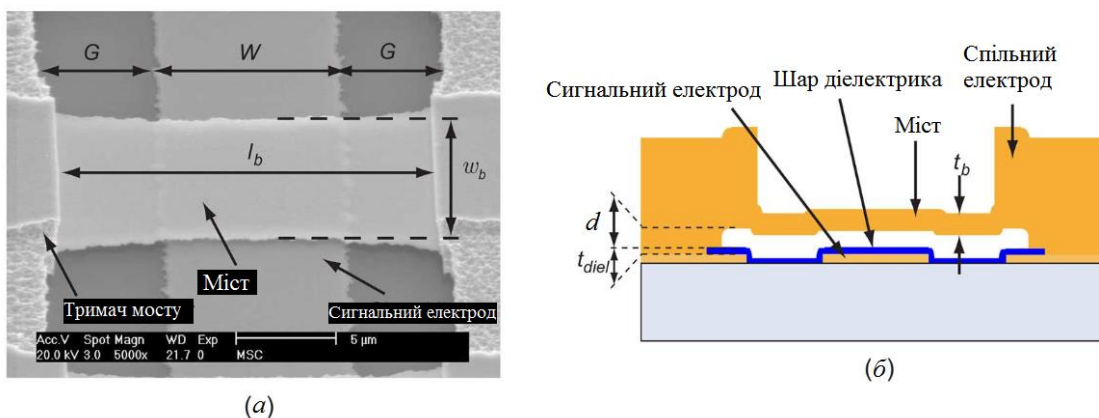 G
W
G
l_b
w_b
Міст
Тримач мосту
Сигнальний електрод
Acc.V Spot Magn WD Exp
20.0 kV 3.0 5000x 21.7 0 MSC
5 µm
(а)
Спільний
електрод
Шар діелектрика
Сигнальний електрод
Міст
t_b
d
t_diel
(б)